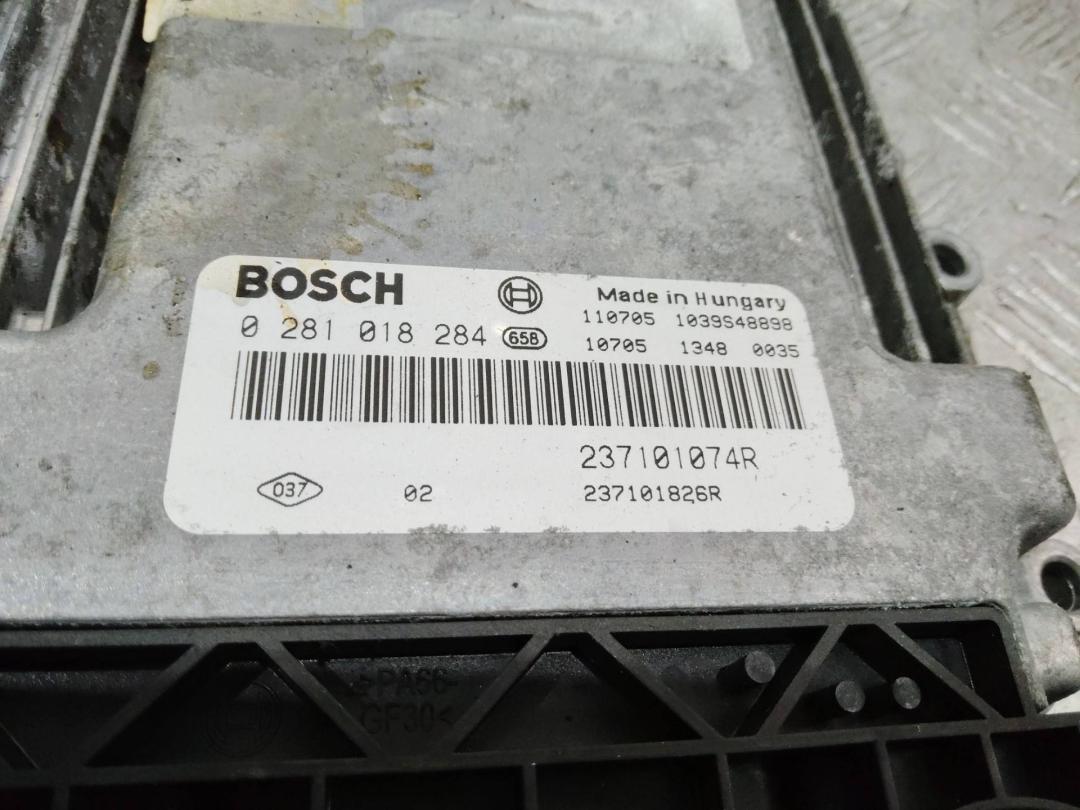 BOSCH
Made in Hungary
0 281 018 284 658
110705 1039S48898
10705 1348 0035
237101074R
037 02 237101826R
>PA66-
GF30<